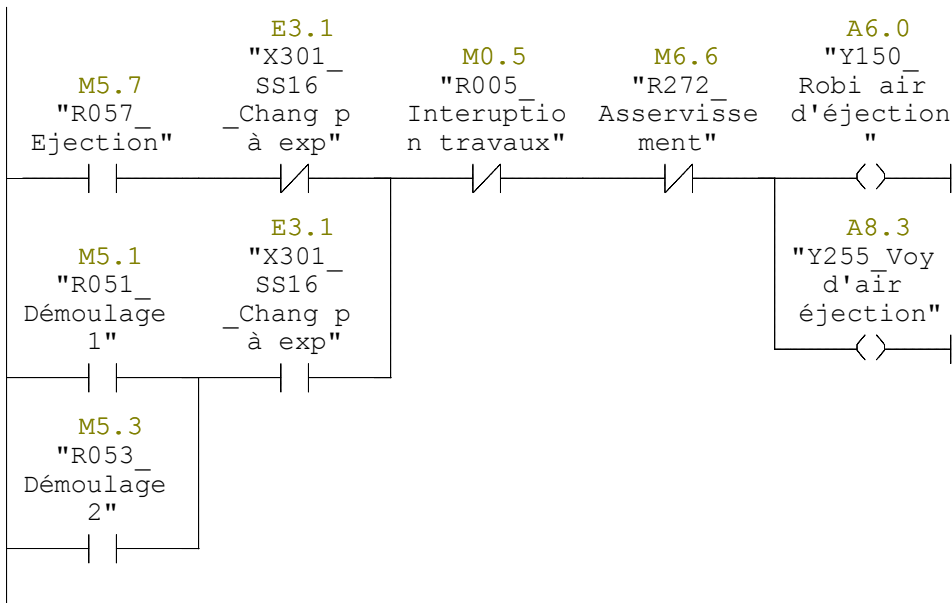 E3.1
"X301_
SS16
_Chang p
à exp"
M5.7
"R057_
Ejection"
M0.5
"R005_
Interuptio
n travaux"
M6.6
"R272_
Asservisse
ment"
A6.0
"Y150_
Robi air
d'éjection
"
M5.1
"R051_
Démoulage
1"
E3.1
"X301_
SS16
_Chang p
à exp"
A8.3
"Y255_Voy
d'air
éjection"
M5.3
"R053_
Démoulage
2"